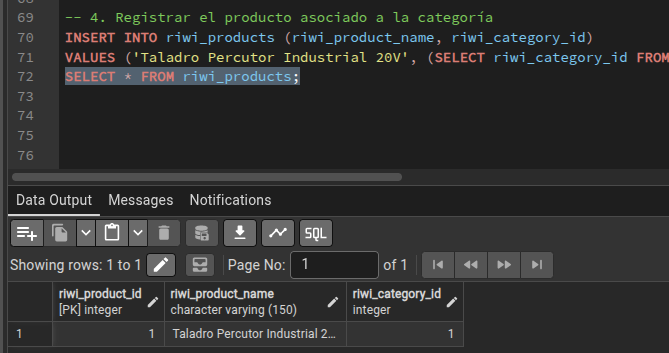 68
69 -- 4. Registrar el producto asociado a la categoría
70 INSERT INTO riwi_products (riwi_product_name, riwi_category_id)
71 VALUES ('Taladro Percutor Industrial 20V', (SELECT riwi_category_id FROM
72 SELECT * FROM riwi_products;
73
74
75
76
Data Output Messages Notifications
SQL
Showing rows: 1 to 1 Page No: 1 of 1
riwi_product_id riwi_product_name riwi_category_id
[PK] integer character varying (150) integer
1 1 Taladro Percutor Industrial 2... 1